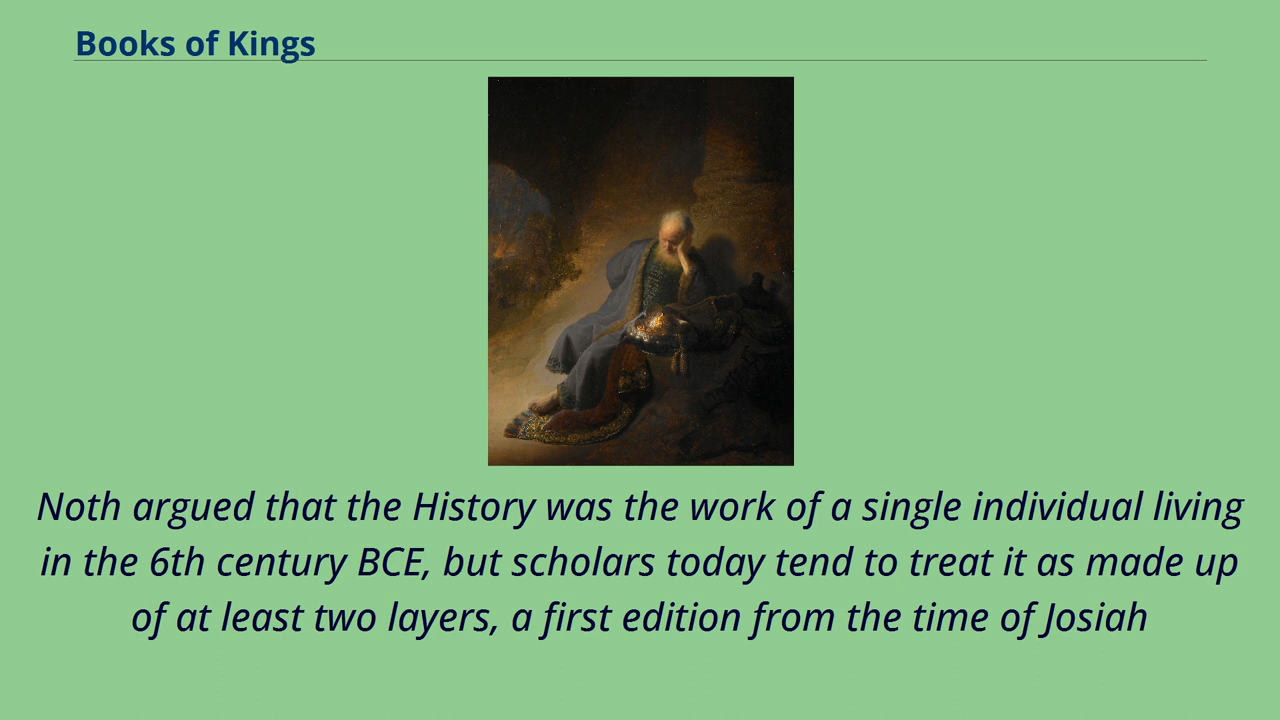 Books of Kings
Noth argued that the History was the work of a single individual living
in the 6th century BCE, but scholars today tend to treat it as made up
of at least two layers, a first edition from the time of Josiah